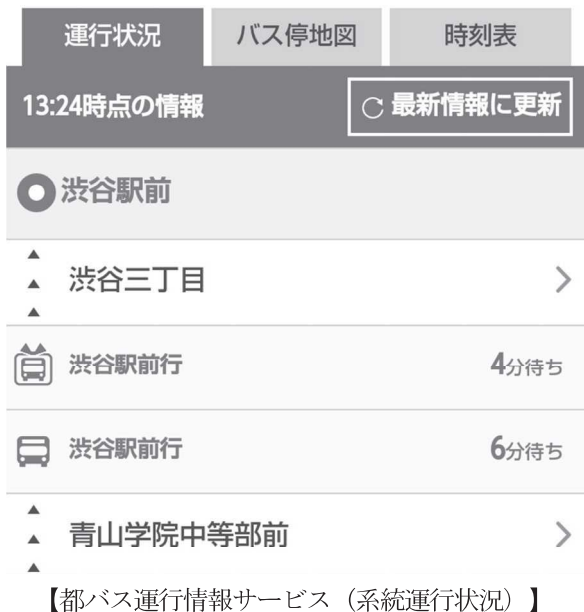 運行状況 バス停地図 時刻表
13:24時点の情報 最新情報に更新
渋谷駅前
渋谷三丁目
渋谷駅前行 4分待ち
渋谷駅前行 6分待ち
青山学院中等部前
【都バス運行情報サービス（系統運行状況）】